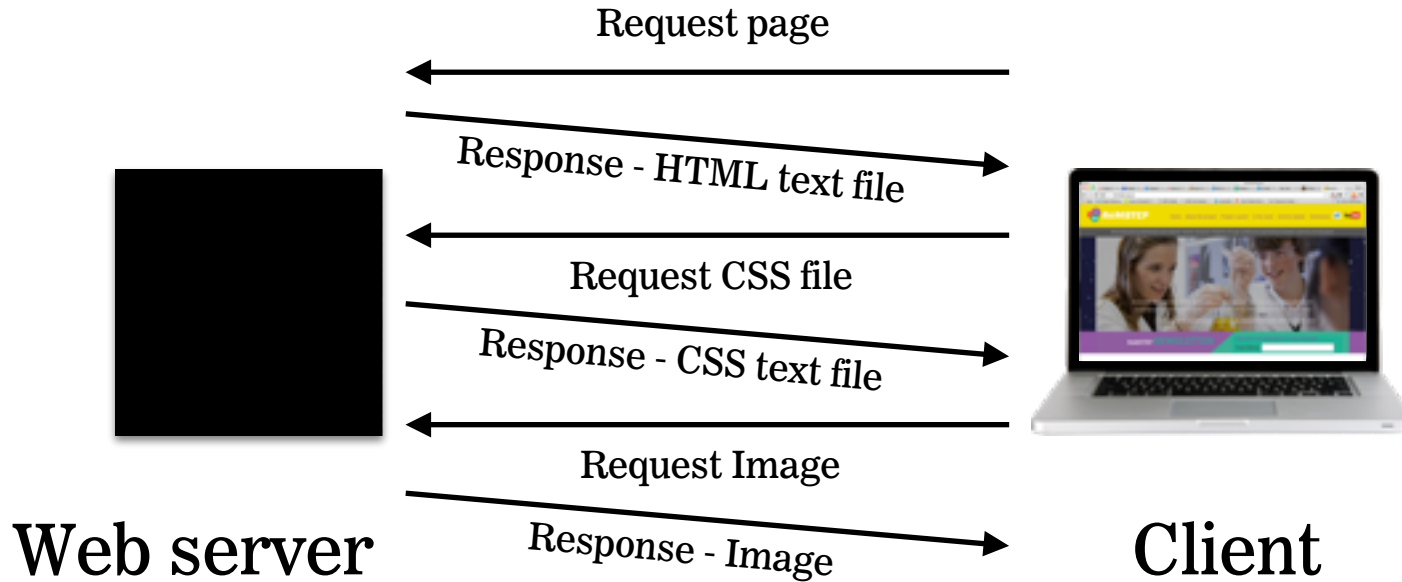 Request page
Response - HTML text file
Request CSS file
Response - CSS text file
Request Image
Response - Image
Web server
Client